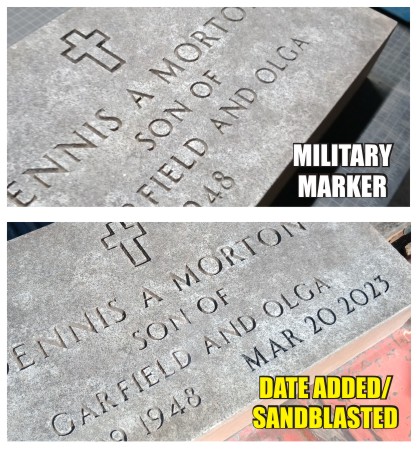 ENNIS A MORTO
SON OF
FIELD AND OLGA
948
MILITARY
MARKER
ENNIS A MORTON
SON OF
GARFIELD AND OLGA
9 1948 MAR 20 2023
DATE ADDED/
SANDBLASTED